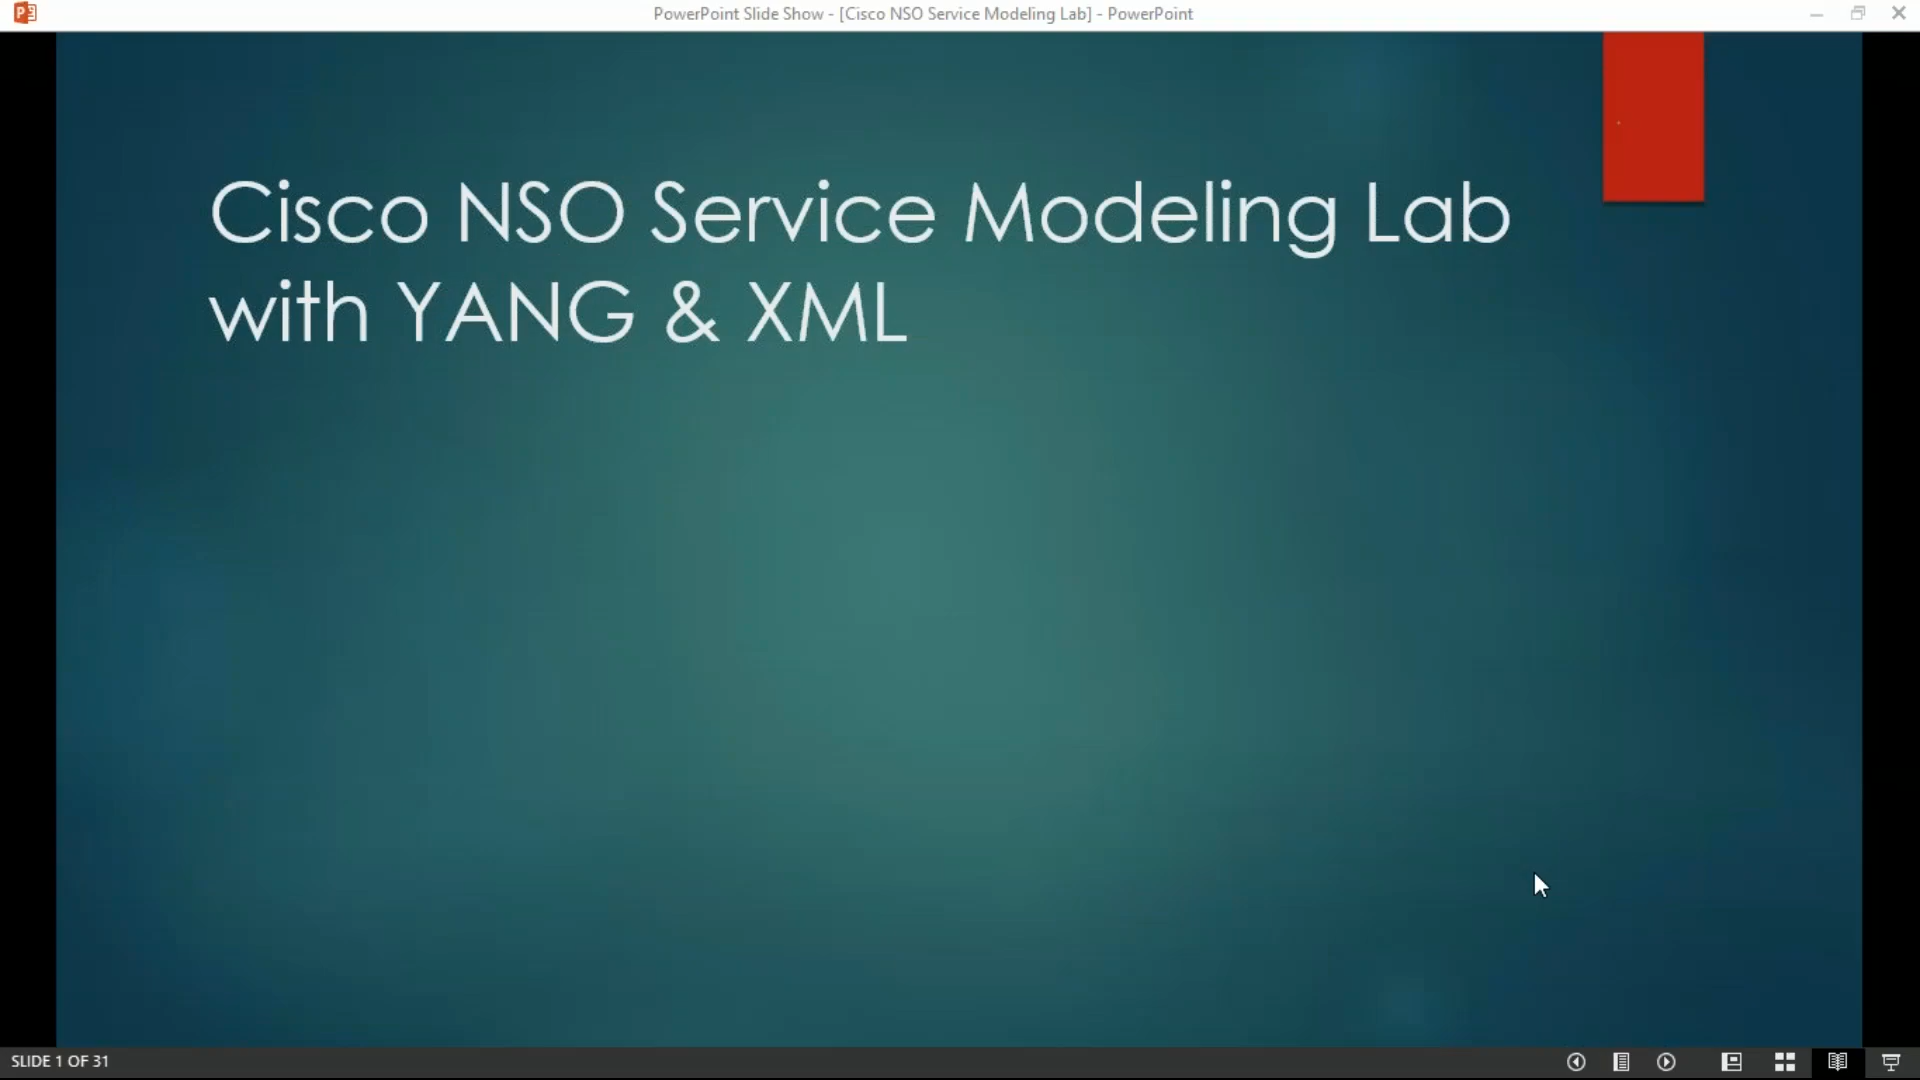 PowerPoint Slide Show - [Cisco NSO Service Modeling Lab] - PowerPoint
Cisco NSO Service Modeling Lab
with YANG & XML
SLIDE 1 OF 31